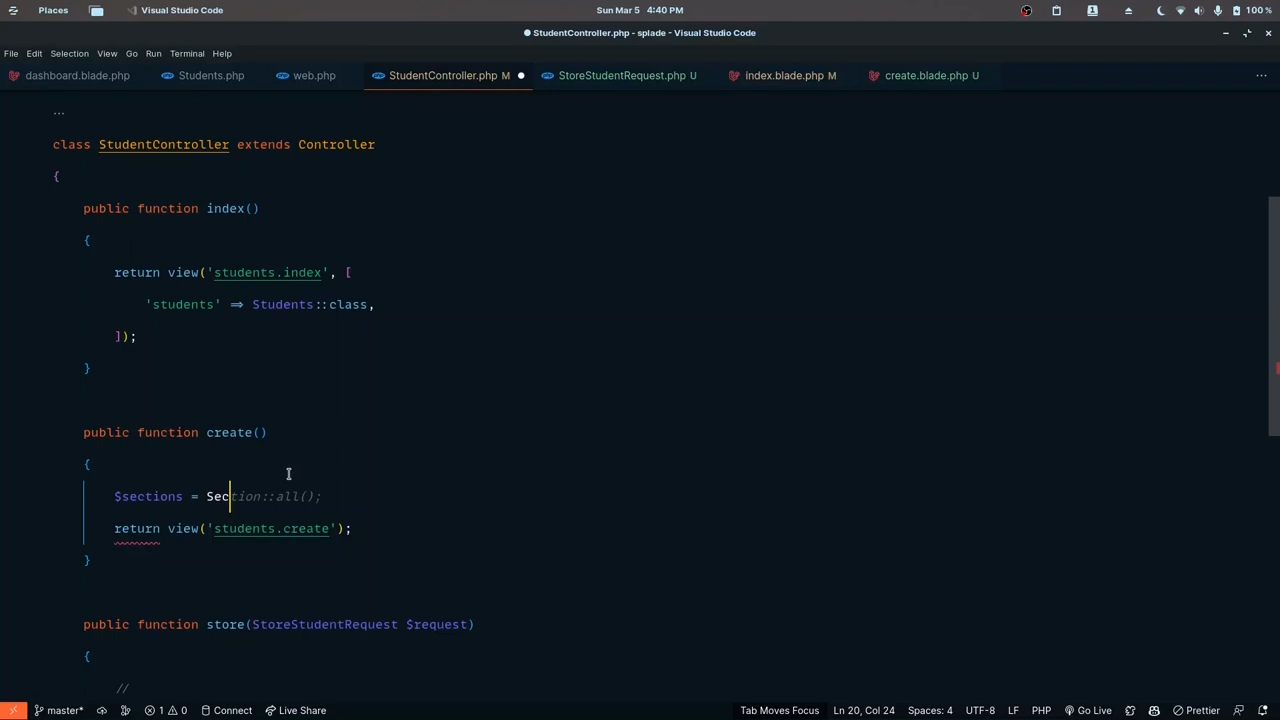 Places
Visual Studio Code
Sun Mar 5 4:40 PM
100 %
StudentController.php - splade - Visual Studio Code
File Edit Selection View Go Run Terminal Help
dashboard.blade.php
Students.php
web.php
StudentController.php M
StoreStudentRequest.php U
index.blade.php M
create.blade.php U
...
class StudentController extends Controller
{
public function index()
{
return view('students.index', [
'students' => Students::class,
]);
}
public function create()
{
$sections = Section::all();
return view('students.create');
}
public function store(StoreStudentRequest $request)
{
//
master* 1 0 Connect Live Share Tab Moves Focus Ln 20, Col 24 Spaces: 4 UTF-8 LF PHP Go Live Prettier